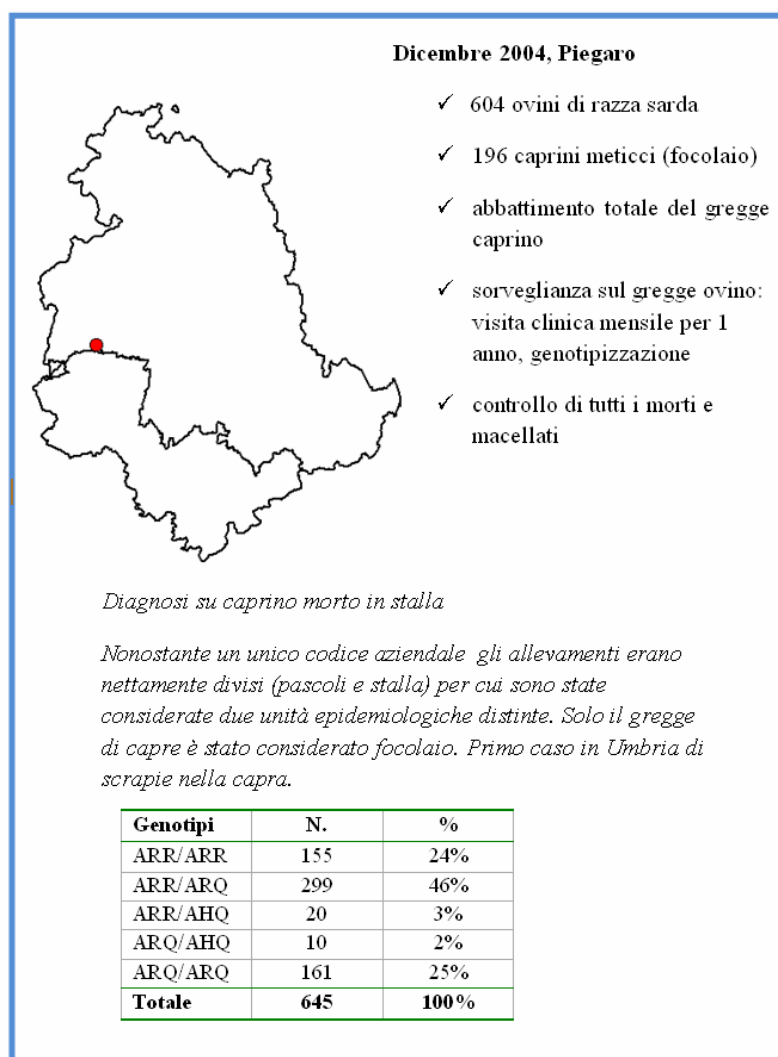 Dicembre 2004, Piegaro
✓ 604 ovini di razza sarda
✓ 196 caprini meticci (focolaio)
✓ abbattimento totale del gregge
caprino
✓ sorveglianza sul gregge ovino:
visita clinica mensile per 1
anno, genotipizzazione
✓ controllo di tutti i morti e
macellati
Diagnosi su caprino morto in stalla
Nonostante un unico codice aziendale gli allevamenti erano
nettamente divisi (pascoli e stalla) per cui sono state
considerate due unità epidemiologiche distinte. Solo il gregge
di capre è stato considerato focolaio. Primo caso in Umbria di
scrapie nella capra.
Genotipi N. %
ARR/ARR 155 24%
ARR/ARQ 299 46%
ARR/AHQ 20 3%
ARQ/AHQ 10 2%
ARQ/ARQ 161 25%
Totale 645 100%